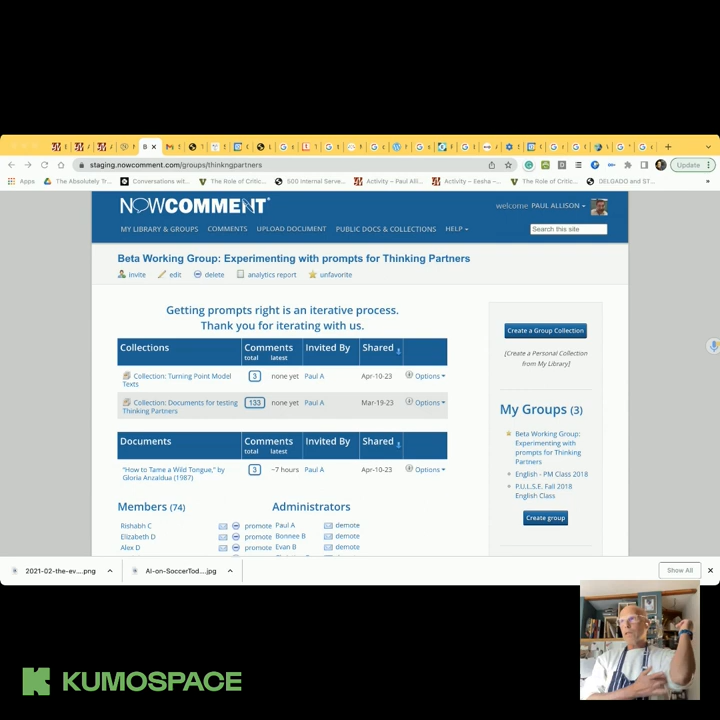 staging.nowcomment.com/groups/thinkngpartners
Update
Apps
The Absolutely Tr...
Conversations wit...
The Role of Critic...
500 Internal Serve...
Activity – Paul Alli...
Activity – Eesha –...
The Role of Critic...
DELGADO and ST...
NOWCOMMENT
welcome PAUL ALLISON
MY LIBRARY & GROUPS COMMENTS UPLOAD DOCUMENT PUBLIC DOCS & COLLECTIONS HELP
Search this site
Beta Working Group: Experimenting with prompts for Thinking Partners
invite edit delete analytics report unfavorite
Getting prompts right is an iterative process.
Thank you for iterating with us.
Collections Comments Invited By Shared
total latest
Collection: Turning Point Model Texts 3 none yet Paul A Apr-10-23 Options
Collection: Documents for testing Thinking Partners 133 none yet Paul A Mar-19-23 Options
Documents Comments Invited By Shared
total latest
"How to Tame a Wild Tongue," by Gloria Anzaldua (1987) 3 ~7 hours Paul A Apr-10-23 Options
Members (74) Administrators
Rishabh C promote Paul A demote
Elizabeth D promote Bonnee B demote
Alex D promote Evan B demote
Create a Group Collection
[Create a Personal Collection
from My Library]
My Groups (3)
Beta Working Group:
Experimenting with
prompts for Thinking
Partners
English - PM Class 2018
P.U.L.S.E. Fall 2018
English Class
Create group
2021-02-the-ev....png
AI-on-SoccerTod....jpg
Show All
KUMOSPACE